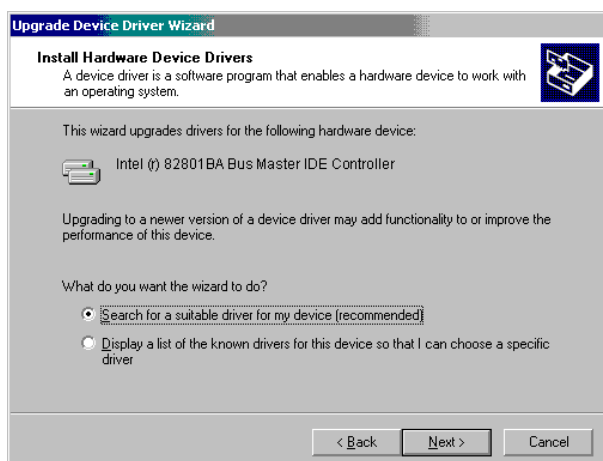 Upgrade Device Driver Wizard
Install Hardware Device Drivers
A device driver is a software program that enables a hardware device to work with
an operating system.
This wizard upgrades drivers for the following hardware device:
Intel (r) 82801BA Bus Master IDE Controller
Upgrading to a newer version of a device driver may add functionality to or improve the
performance of this device.
What do you want the wizard to do?
Search for a suitable driver for my device (recommended)
Display a list of the known drivers for this device so that I can choose a specific
driver
< Back
Next >
Cancel